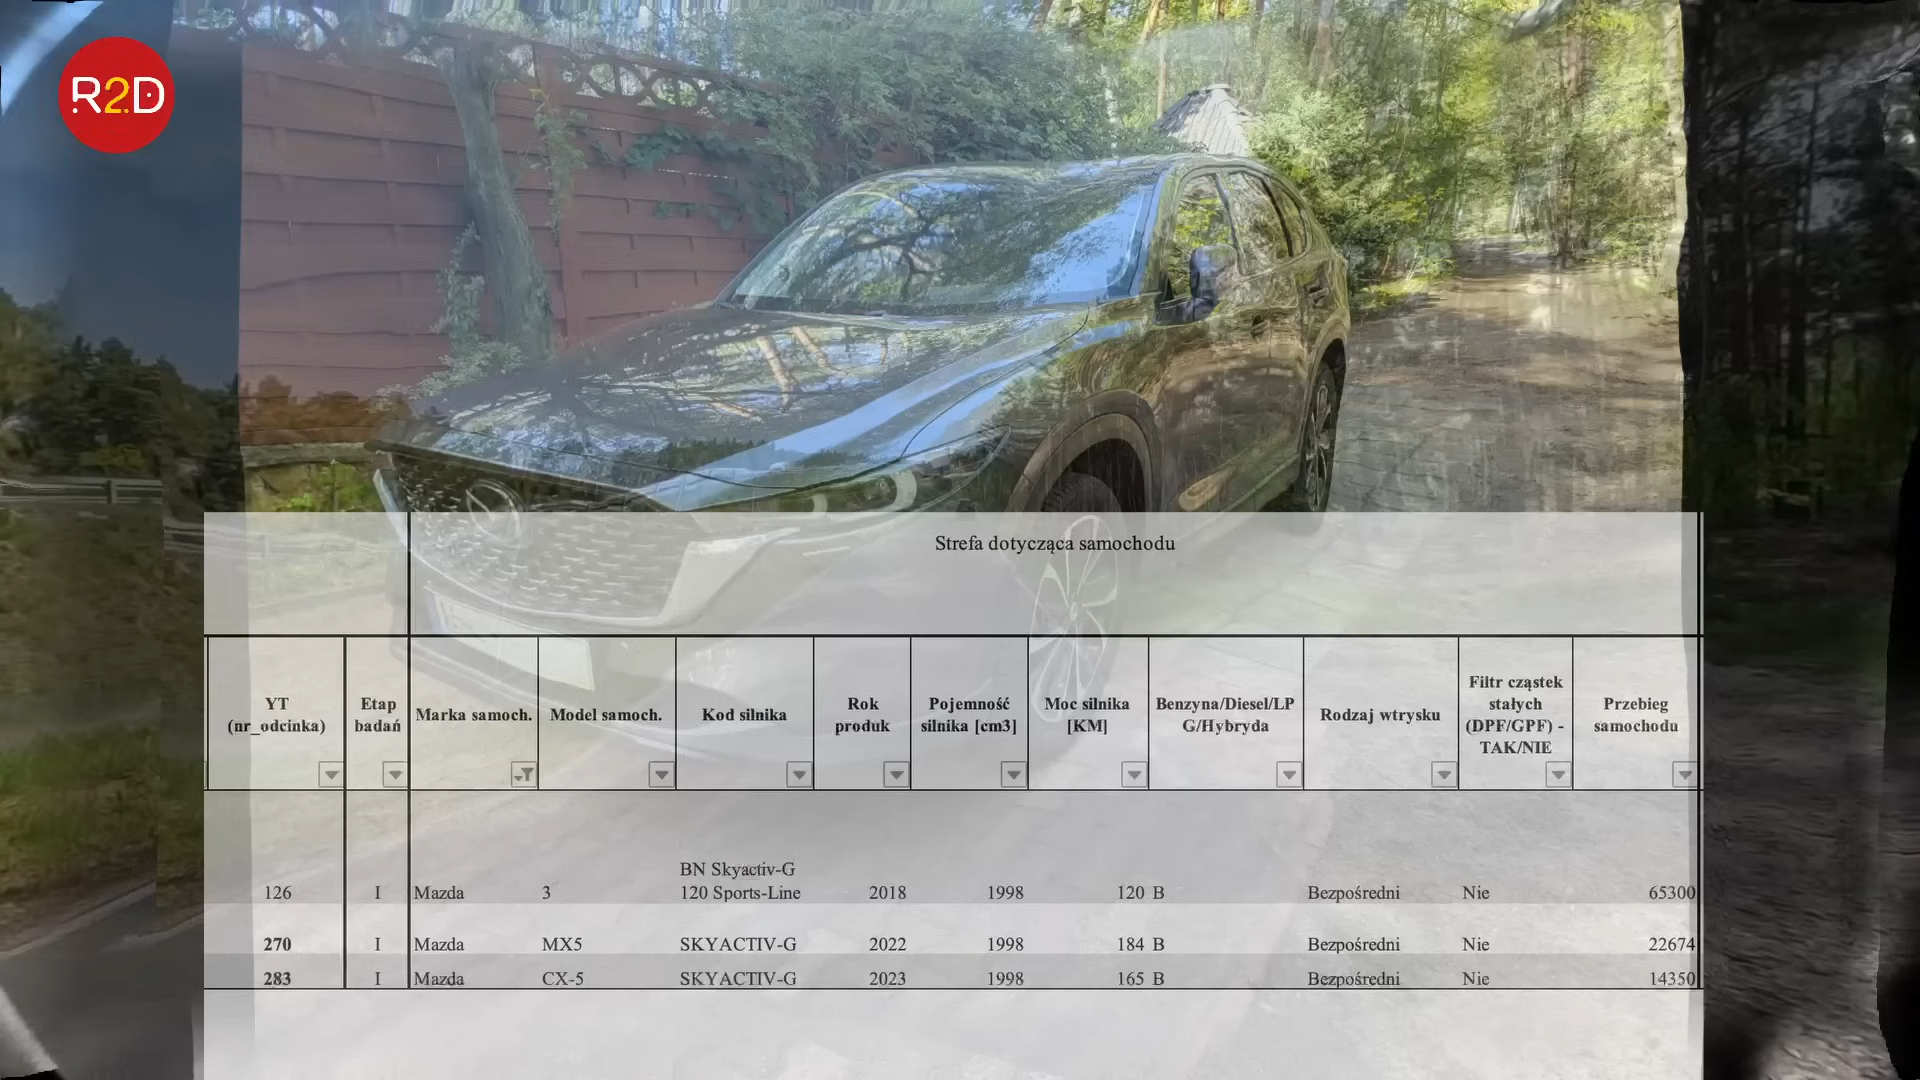 R2D
Strefa dotycząca samochodu
YT
(nr_odcinka)
Etap
badań
Marka samoch.
Model samoch.
Kod silnika
Rok
produk
Pojemność
silnika [cm3]
Moc silnika
[KM]
Benzyna/Diesel/LP
G/Hybryda
Rodzaj wtrysku
Filtr cząstek
stałych
(DPF/GPF) -
TAK/NIE
Przebieg
samochodu
126 I Mazda 3 BN Skyactiv-G
120 Sports-Line 2018 1998 120 B Bezpośredni Nie 65300
270 I Mazda MX5 SKYACTIV-G 2022 1998 184 B Bezpośredni Nie 22674
283 I Mazda CX-5 SKYACTIV-G 2023 1998 165 B Bezpośredni Nie 14350